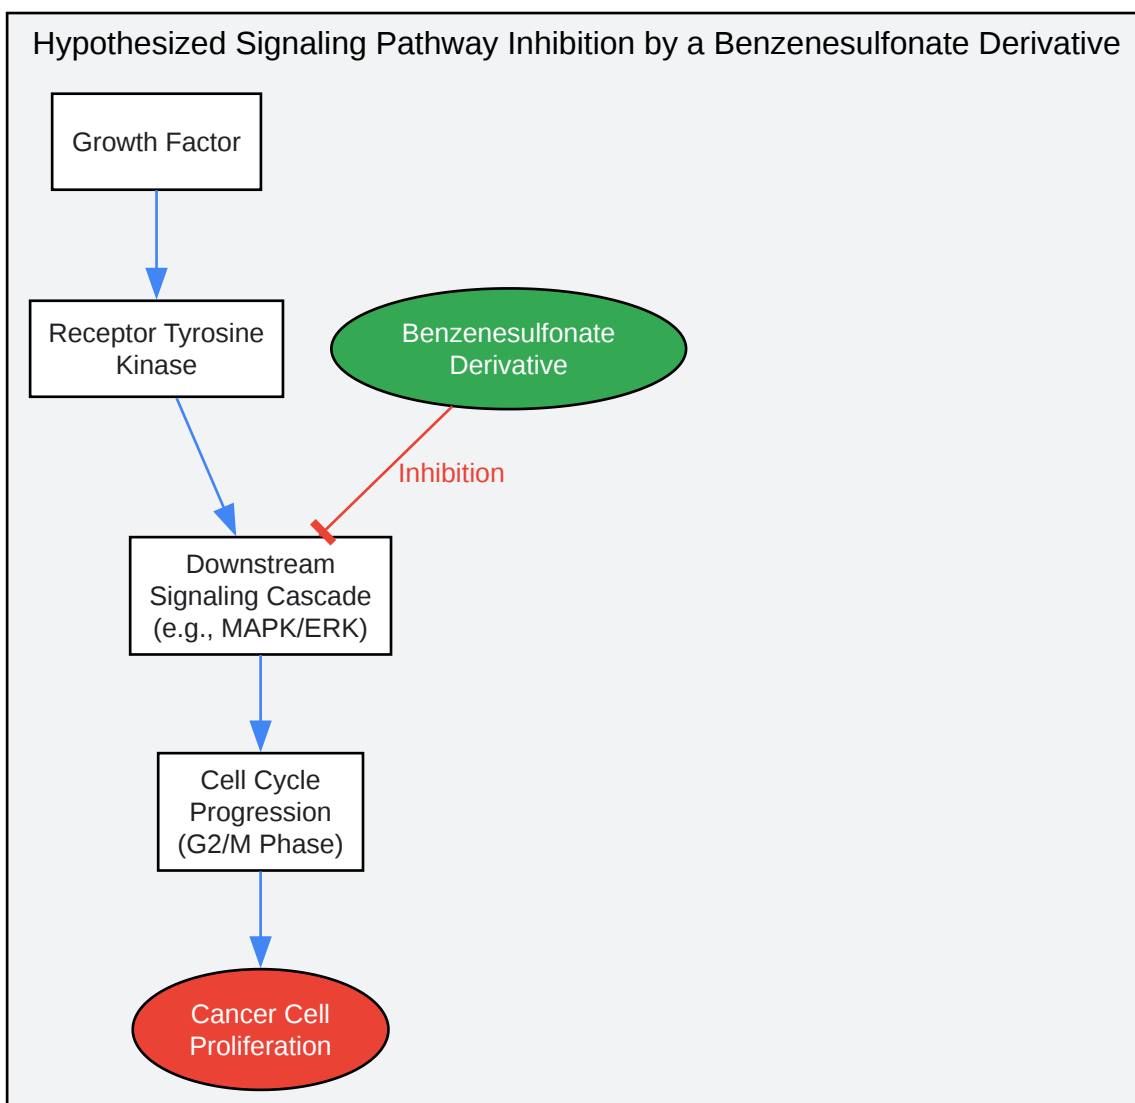 Hypothesized Signaling Pathway Inhibition by a Benzenesulfonate Derivative
Growth Factor
Receptor Tyrosine
Kinase
Benzenesulfonate
Derivative
Inhibition
Downstream
Signaling Cascade
(e.g., MAPK/ERK)
Cell Cycle
Progression
(G2/M Phase)
Cancer Cell
Proliferation